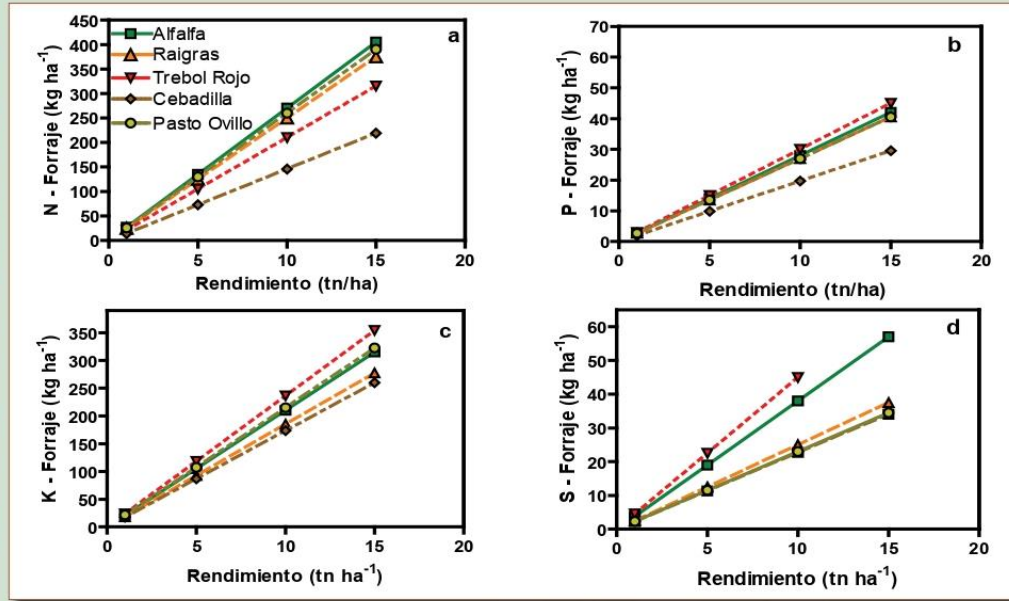 a
N - Forraje (kg ha-1)
450
400
350
300
250
200
150
100
50
0
Alfalfa
Raigras
Trebol Rojo
Cebadilla
Pasto Ovillo
0 5 10 15 20
Rendimiento (tn/ha)
b
P - Forraje (kg ha-1)
70
60
50
40
30
20
10
0
0 5 10 15 20
Rendimiento (tn/ha)
c
K - Forraje (kg ha-1)
350
300
250
200
150
100
50
0
0 5 10 15 20
Rendimiento (tn ha-1)
d
S - Forraje (kg ha-1)
60
50
40
30
20
10
0
0 5 10 15 20
Rendimiento (tn ha-1)